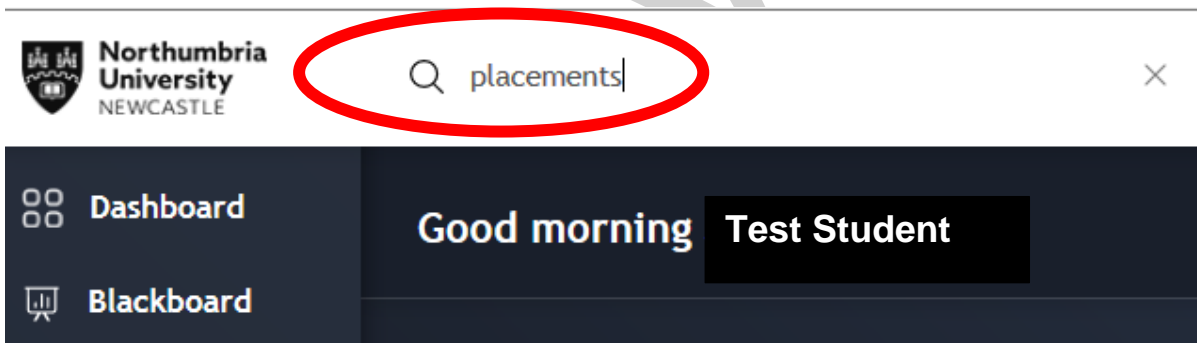 Northumbria
University
NEWCASTLE
placements
Dashboard
Good morning Test Student
Blackboard